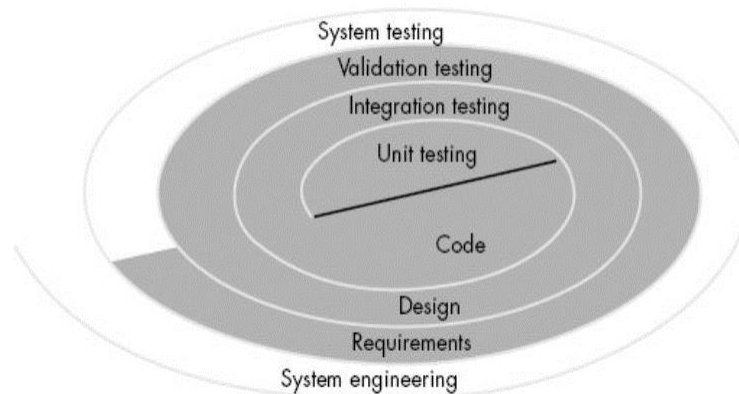 System testing
Validation testing
Integration testing
Unit testing
Code
Design
Requirements
System engineering